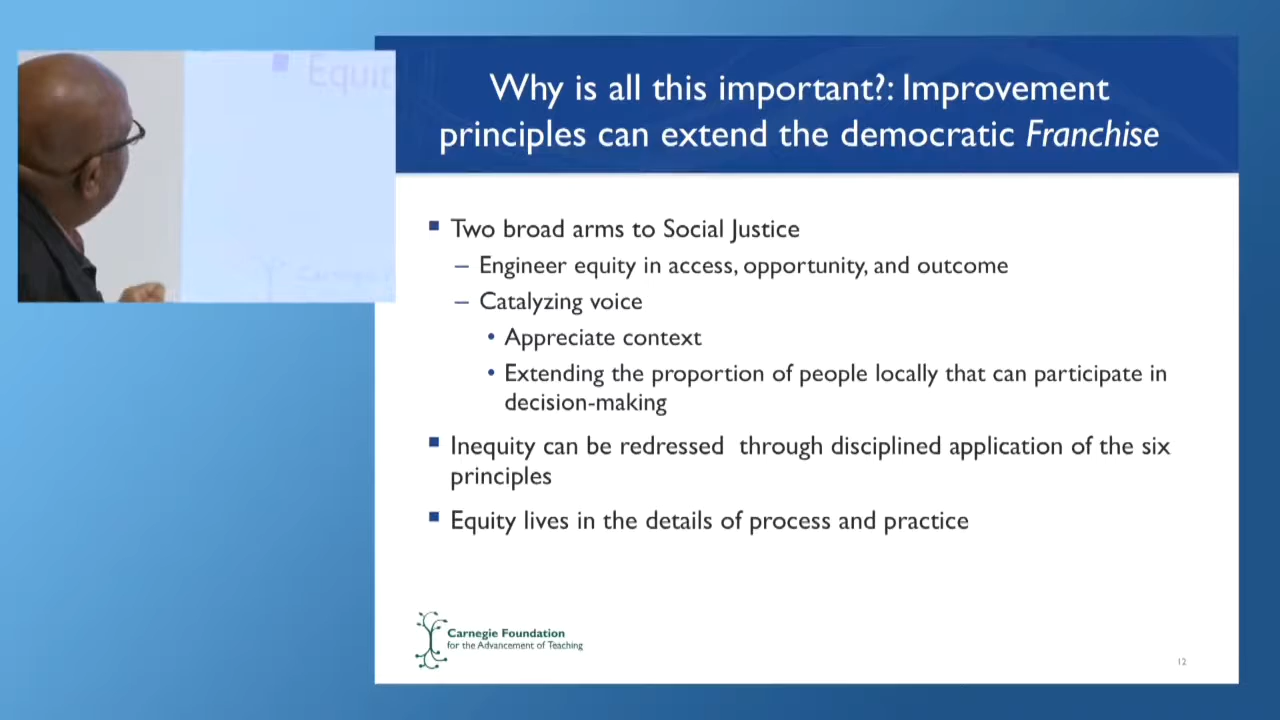 Equit
Why is all this important?: Improvement
principles can extend the democratic Franchise
▪ Two broad arms to Social Justice
– Engineer equity in access, opportunity, and outcome
– Catalyzing voice
• Appreciate context
• Extending the proportion of people locally that can participate in
decision-making
▪ Inequity can be redressed  through disciplined application of the six
principles
▪ Equity lives in the details of process and practice
Carnegie Foundation
for the Advancement of Teaching
12